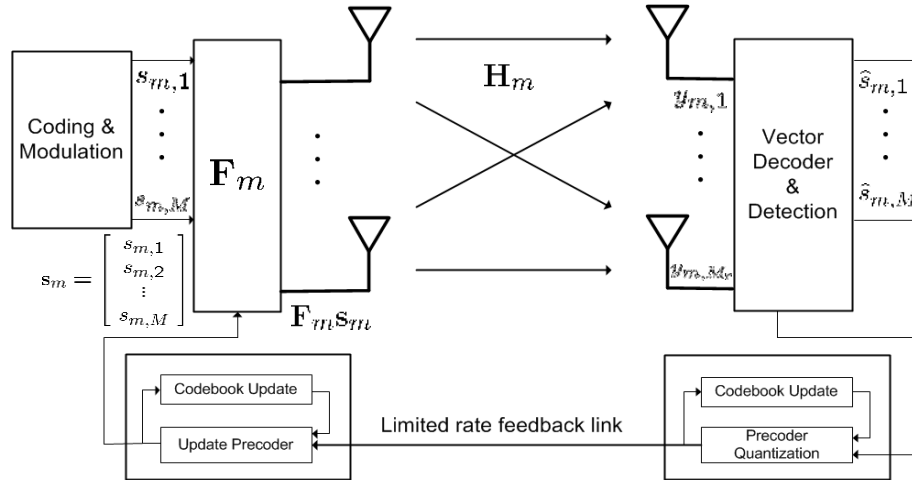 Coding &
Modulation
s_{m,1}
⋮
s_{m,M}
F_m
s_m = [ s_{m,1}
s_{m,2}
⋮
s_{m,M} ]
F_m s_m
H_m
y_{m,1}
⋮
y_{m,M_r}
Vector
Decoder
&
Detection
ŝ_{m,1}
⋮
ŝ_{m,M}
Codebook Update
Update Precoder
Limited rate feedback link
Codebook Update
Precoder
Quantization